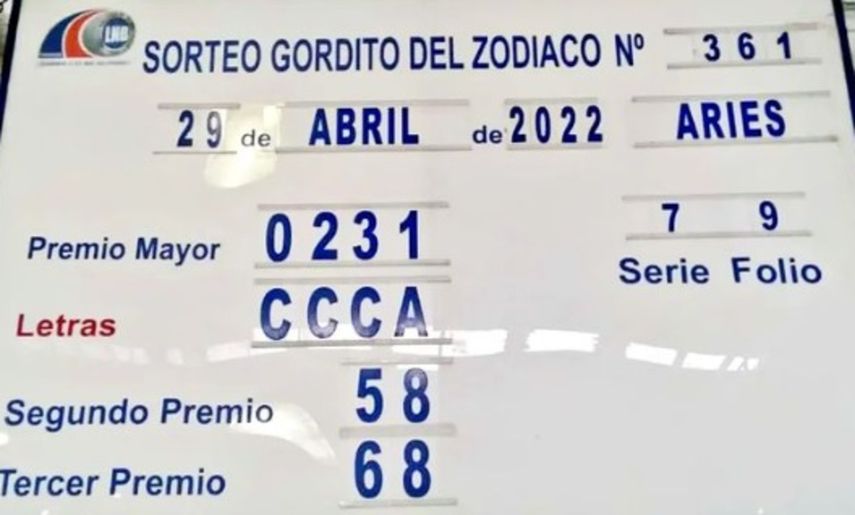 LNB
SORTEO GORDITO DEL ZODIACO Nº 361
29 de ABRIL de 2022 ARIES
Premio Mayor 0231 7 9
Serie Folio
Letras CCCA
Segundo Premio 58
Tercer Premio 68